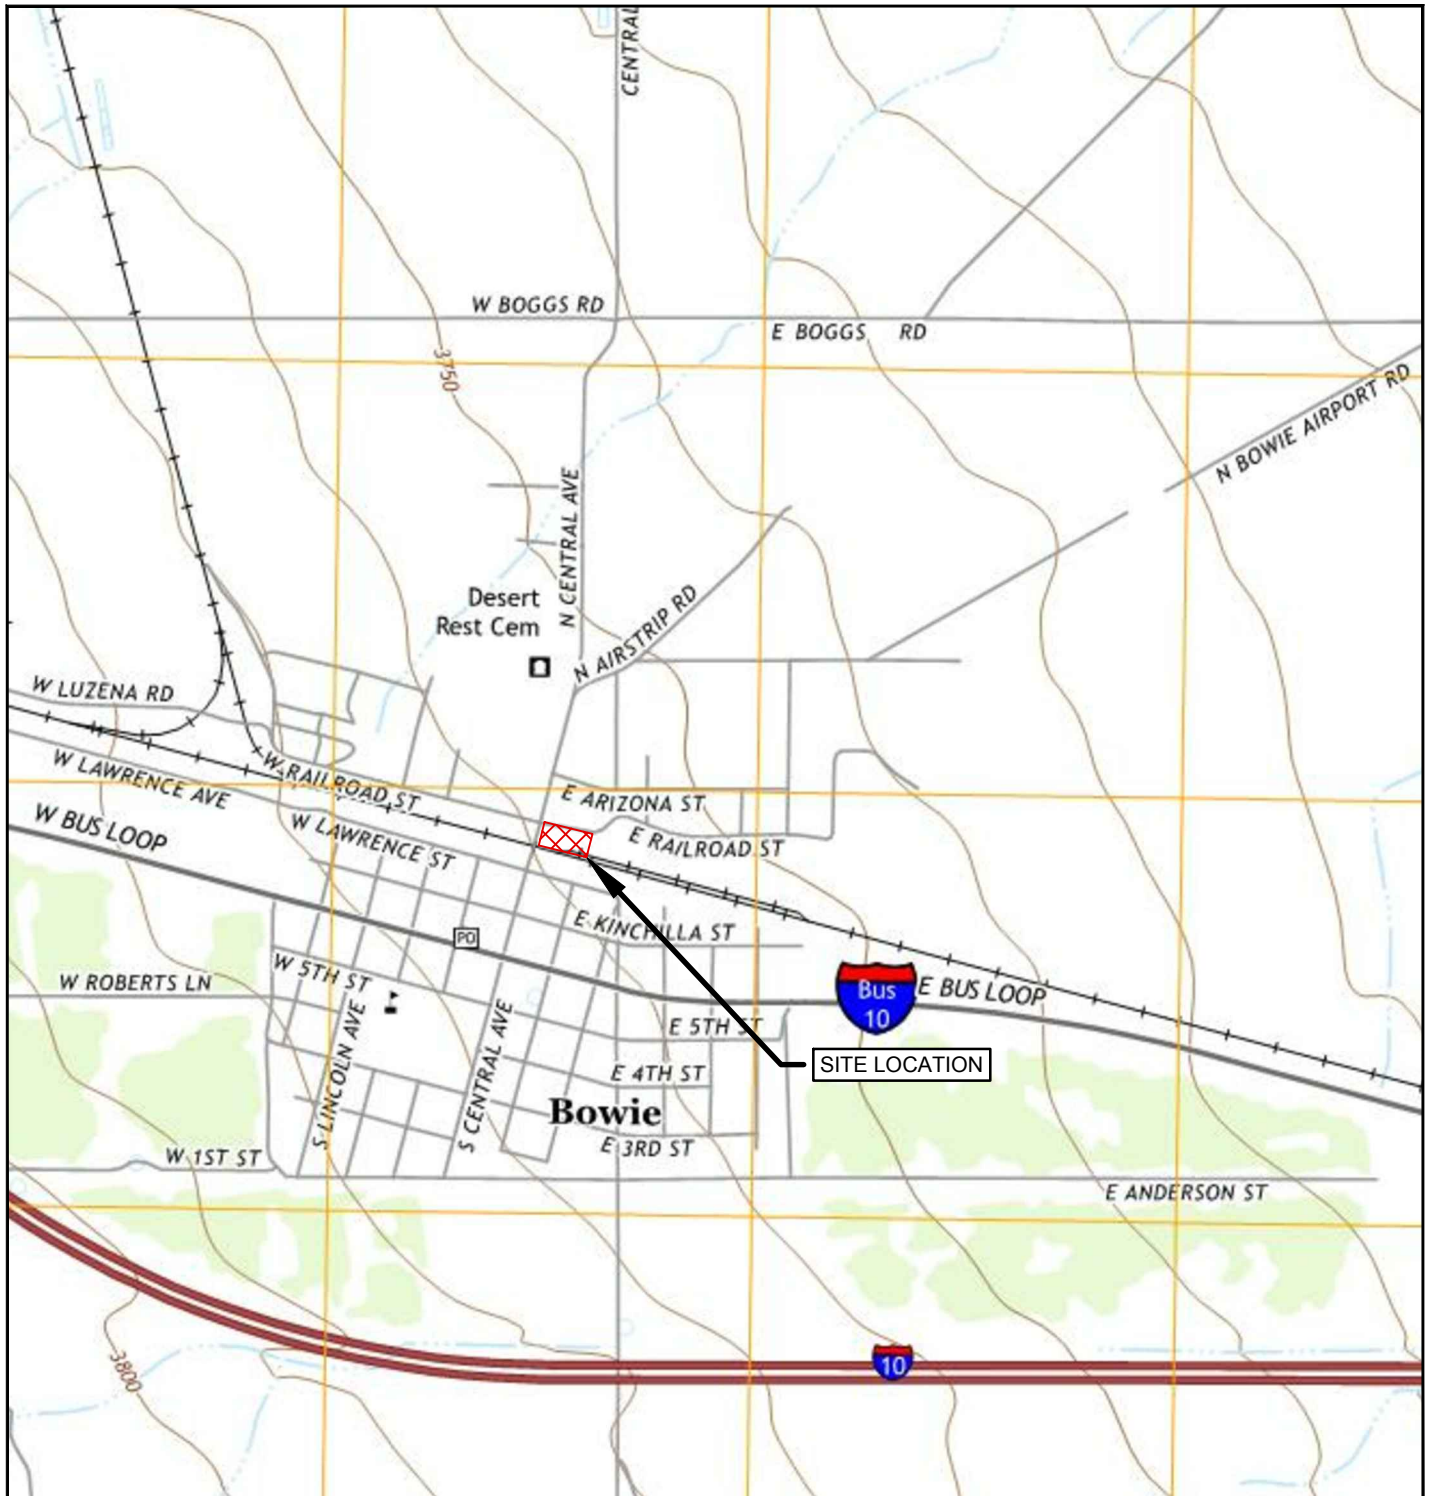 CENTRAL
W BOGGS RD
E BOGGS RD
3750
N BOWIE AIRPORT RD
N CENTRAL AVE
Desert
Rest Cem
N AIRSTRIP RD
W LUZENA RD
W RAILROAD ST
W LAWRENCE AVE
E ARIZONA ST
W BUS LOOP
W LAWRENCE ST
E RAILROAD ST
E KINCHILLA ST
PO
W 5TH ST
W ROBERTS LN
Bus
10
E BUS LOOP
S LINCOLN AVE
S CENTRAL AVE
E 5TH ST
SITE LOCATION
E 4TH ST
Bowie
E 3RD ST
W 1ST ST
E ANDERSON ST
10
3800